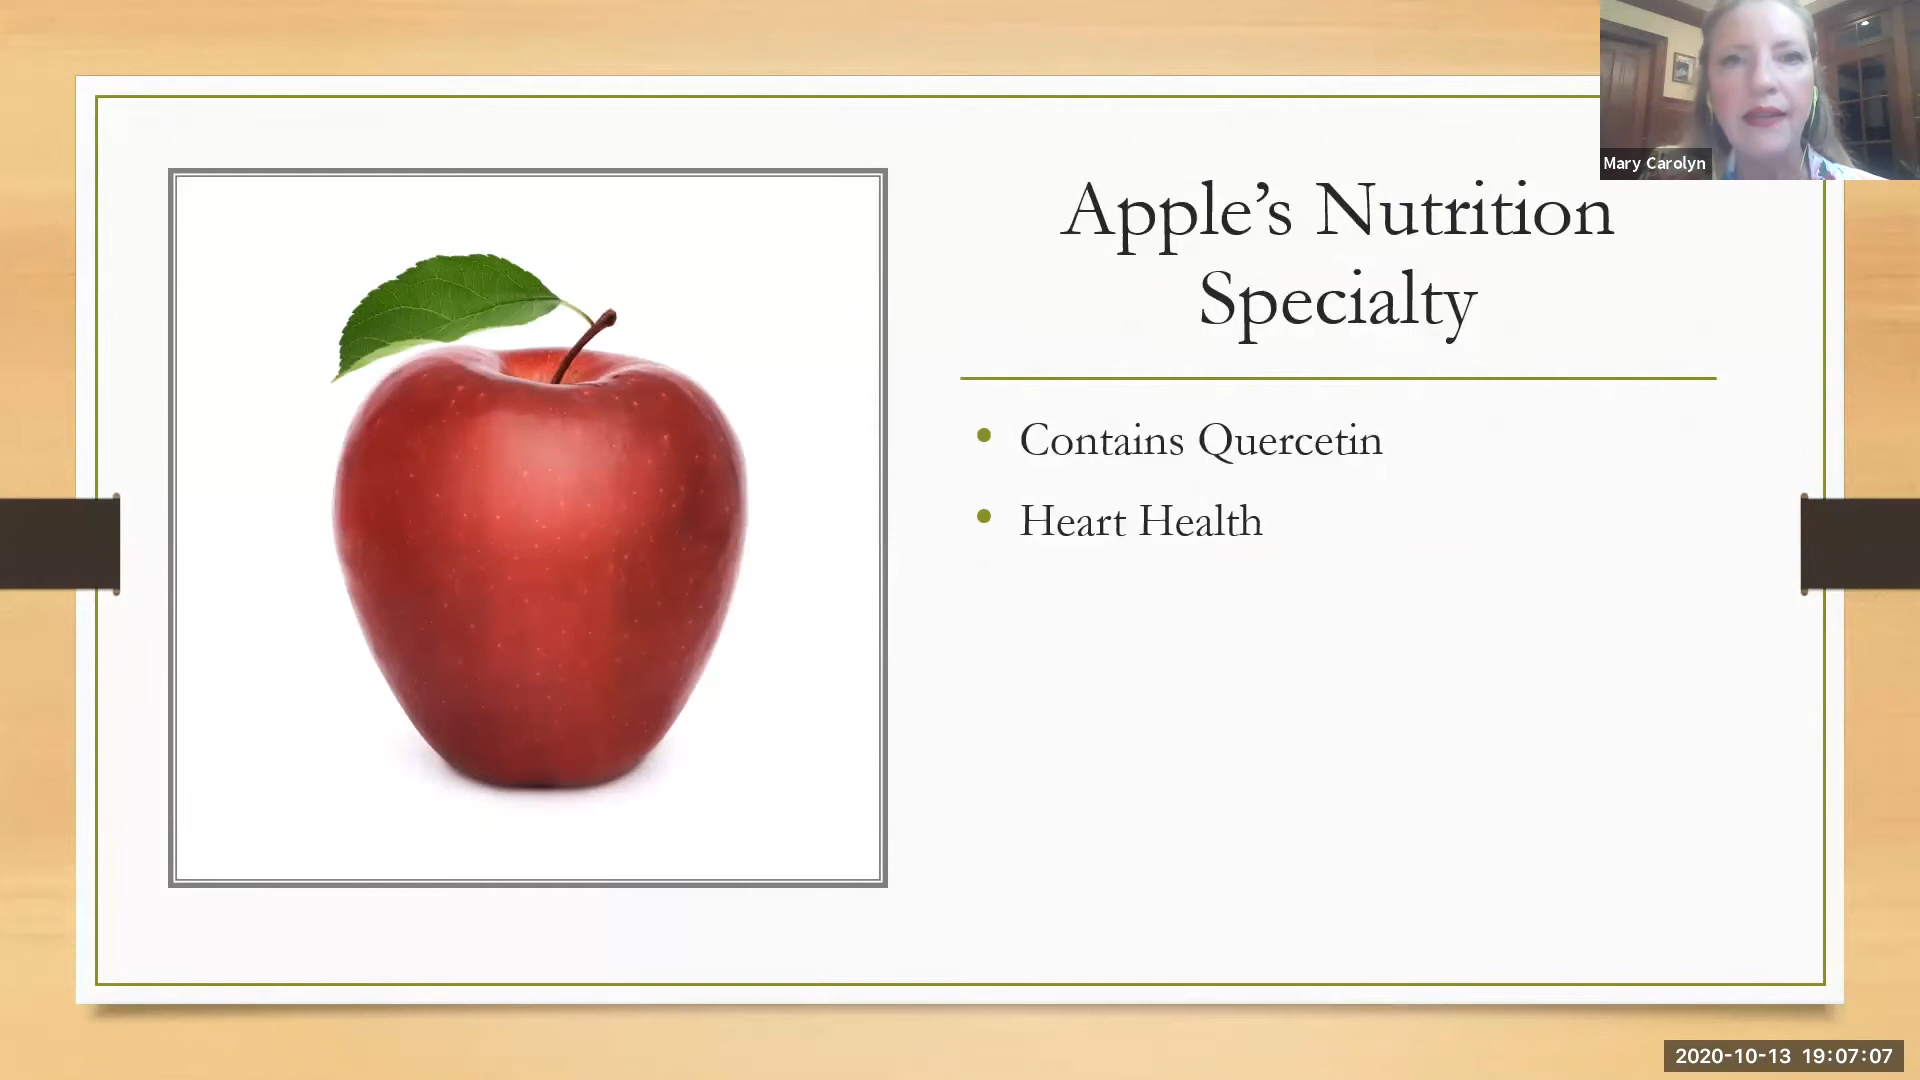 Mary Carolyn
Apple’s Nutrition
Specialty
• Contains Quercetin
• Heart Health
2020-10-13 19:07:07